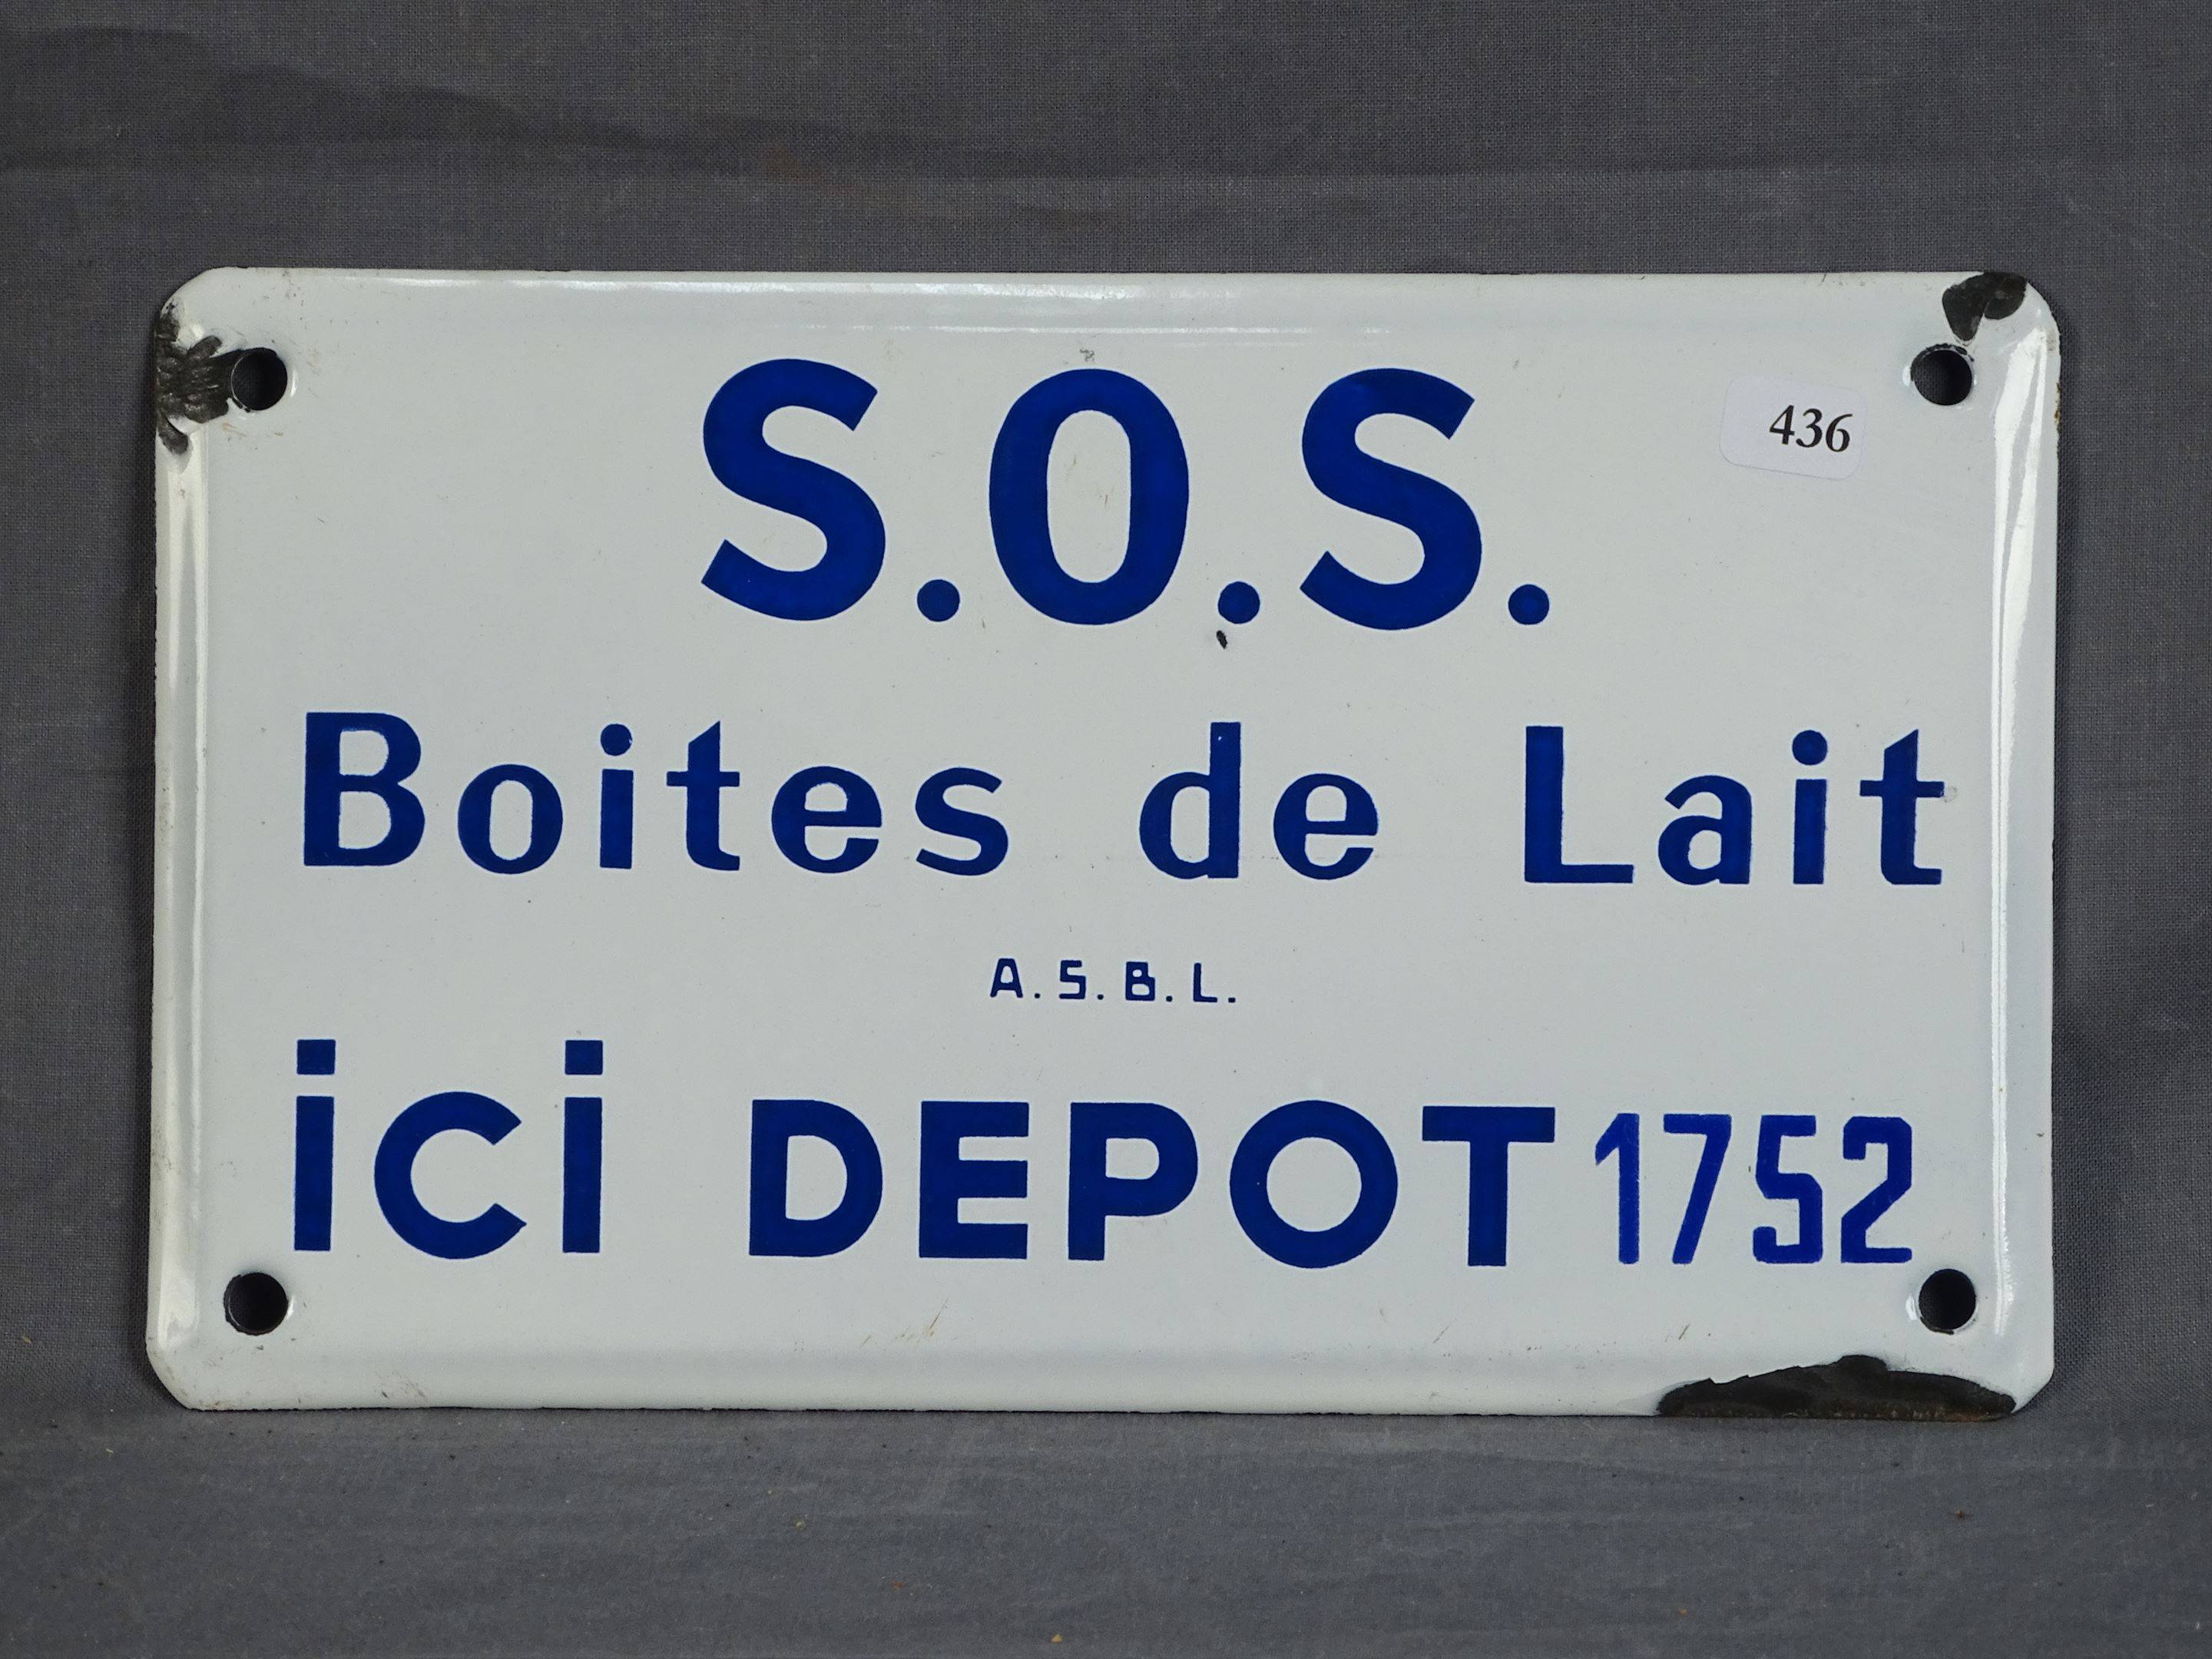 S.O.S.
436
Boites de Lait
A.S.B.L.
ici DEPOT 1752